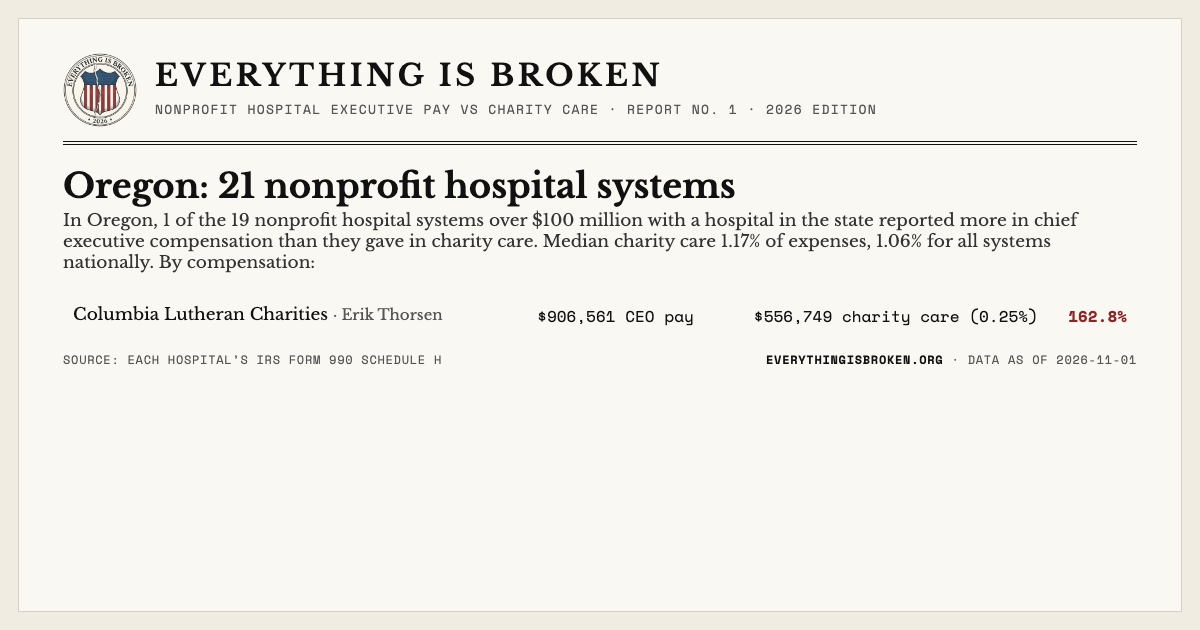 EVERYTHING IS BROKEN
2026
EVERYTHING IS BROKEN
NONPROFIT HOSPITAL EXECUTIVE PAY VS CHARITY CARE · REPORT NO. 1 · 2026 EDITION
Oregon: 21 nonprofit hospital systems
In Oregon, 1 of the 19 nonprofit hospital systems over $100 million with a hospital in the state reported more in chief
executive compensation than they gave in charity care. Median charity care 1.17% of expenses, 1.06% for all systems
nationally. By compensation:
Columbia Lutheran Charities · Erik Thorsen $906,561 CEO pay $556,749 charity care (0.25%) 162.8%
SOURCE: EACH HOSPITAL'S IRS FORM 990 SCHEDULE H EVERYTHINGISBROKEN.ORG · DATA AS OF 2026-11-01